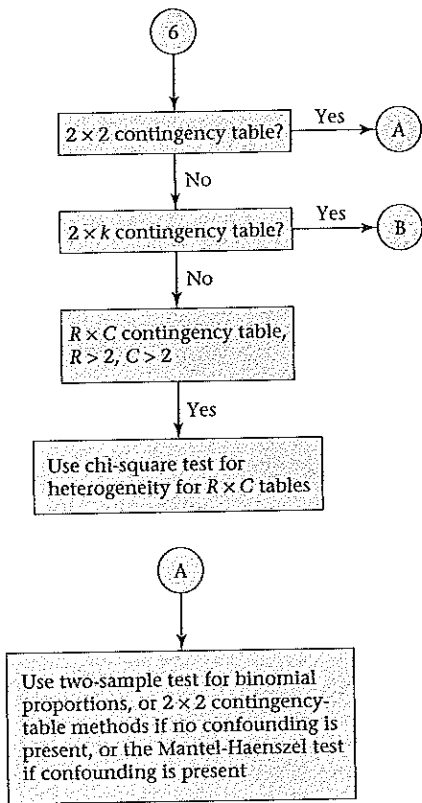 6
2 × 2 contingency table?
Yes
A
No
2 × k contingency table?
Yes
B
No
R × C contingency table,
R > 2, C > 2
Yes
Use chi-square test for
heterogeneity for R × C tables
A
Use two-sample test for binomial
proportions, or 2 × 2 contingency-
table methods if no confounding is
present, or the Mantel-Haenszel test
if confounding is present